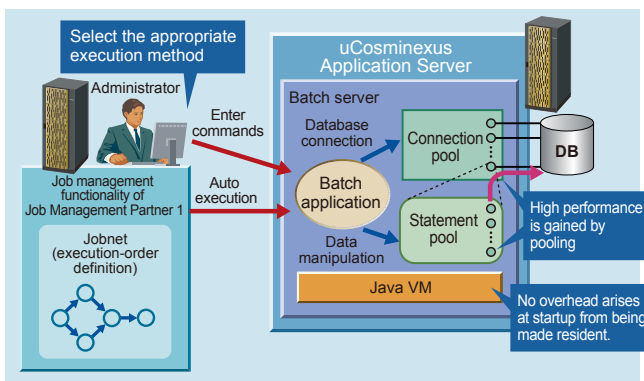 Select the appropriate
execution method
Administrator
Enter
commands
Job management
functionality of
Job Management Partner 1
Auto
execution
Jobnet
(execution-order
definition)
uCosminexus
Application Server
Batch server
Database
connection
Connection
pool
DB
Batch
application
Statement
pool
Data
manipulation
High performance
is gained by
pooling
Java VM
No overhead arises
at startup from being
made resident.